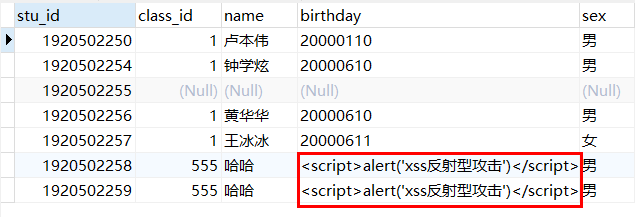 stu_id class_id name birthday sex
1920502250 1 卢本伟 20000110 男
1920502254 1 钟学炫 20000610 男
1920502255 (Null) (Null) (Null) (Null)
1920502256 1 黄华华 20000610 男
1920502257 1 王冰冰 20000611 女
1920502258 555 哈哈 <script>alert('xss反射型攻击')</script> 男
1920502259 555 哈哈 <script>alert('xss反射型攻击')</script> 男